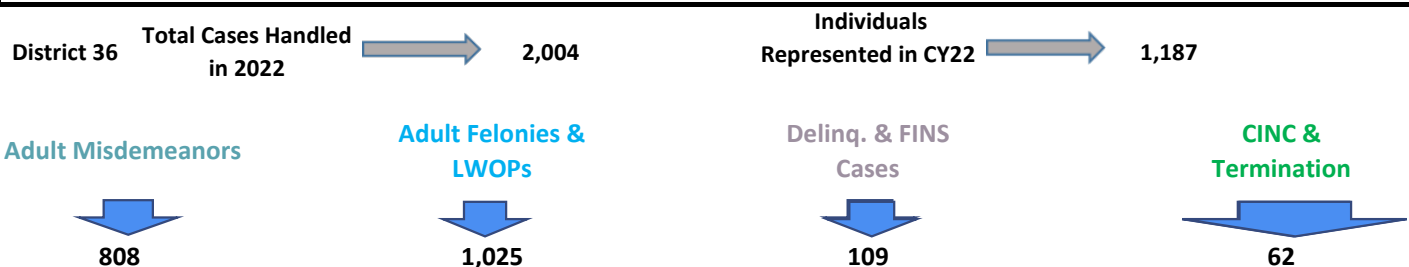 District 36
Total Cases Handled
in 2022
2,004
Individuals
Represented in CY22
1,187
Adult Misdemeanors
Adult Felonies &
LWOPs
Delinq. & FINS
Cases
CINC &
Termination
808
1,025
109
62